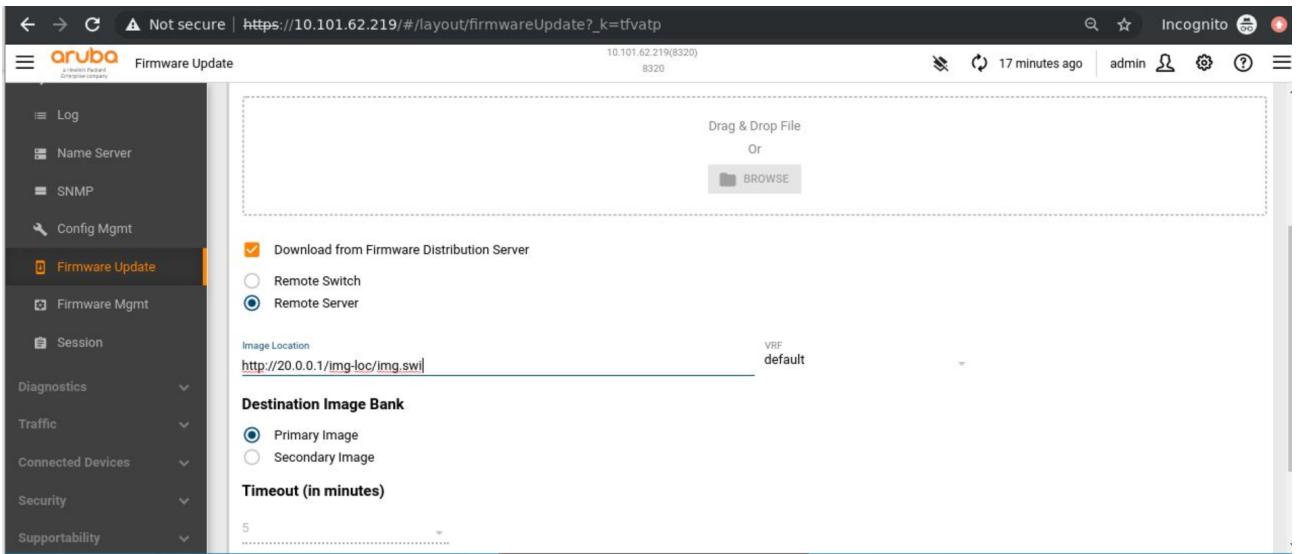 Not secure | https://10.101.62.219/#/layout/firmwareUpdate?_k=tfvatp Incognito
aruba
a Hewlett Packard
Enterprise company
Firmware Update
10.101.62.219(8320)
8320
17 minutes ago
admin
Log
Name Server
SNMP
Config Mgmt
Firmware Update
Firmware Mgmt
Session
Diagnostics
Traffic
Connected Devices
Security
Supportability
Drag & Drop File
Or
BROWSE
Download from Firmware Distribution Server
Remote Switch
Remote Server
Image Location
http://20.0.0.1/img-loc/img.swi
VRF
default
Destination Image Bank
Primary Image
Secondary Image
Timeout (in minutes)
5